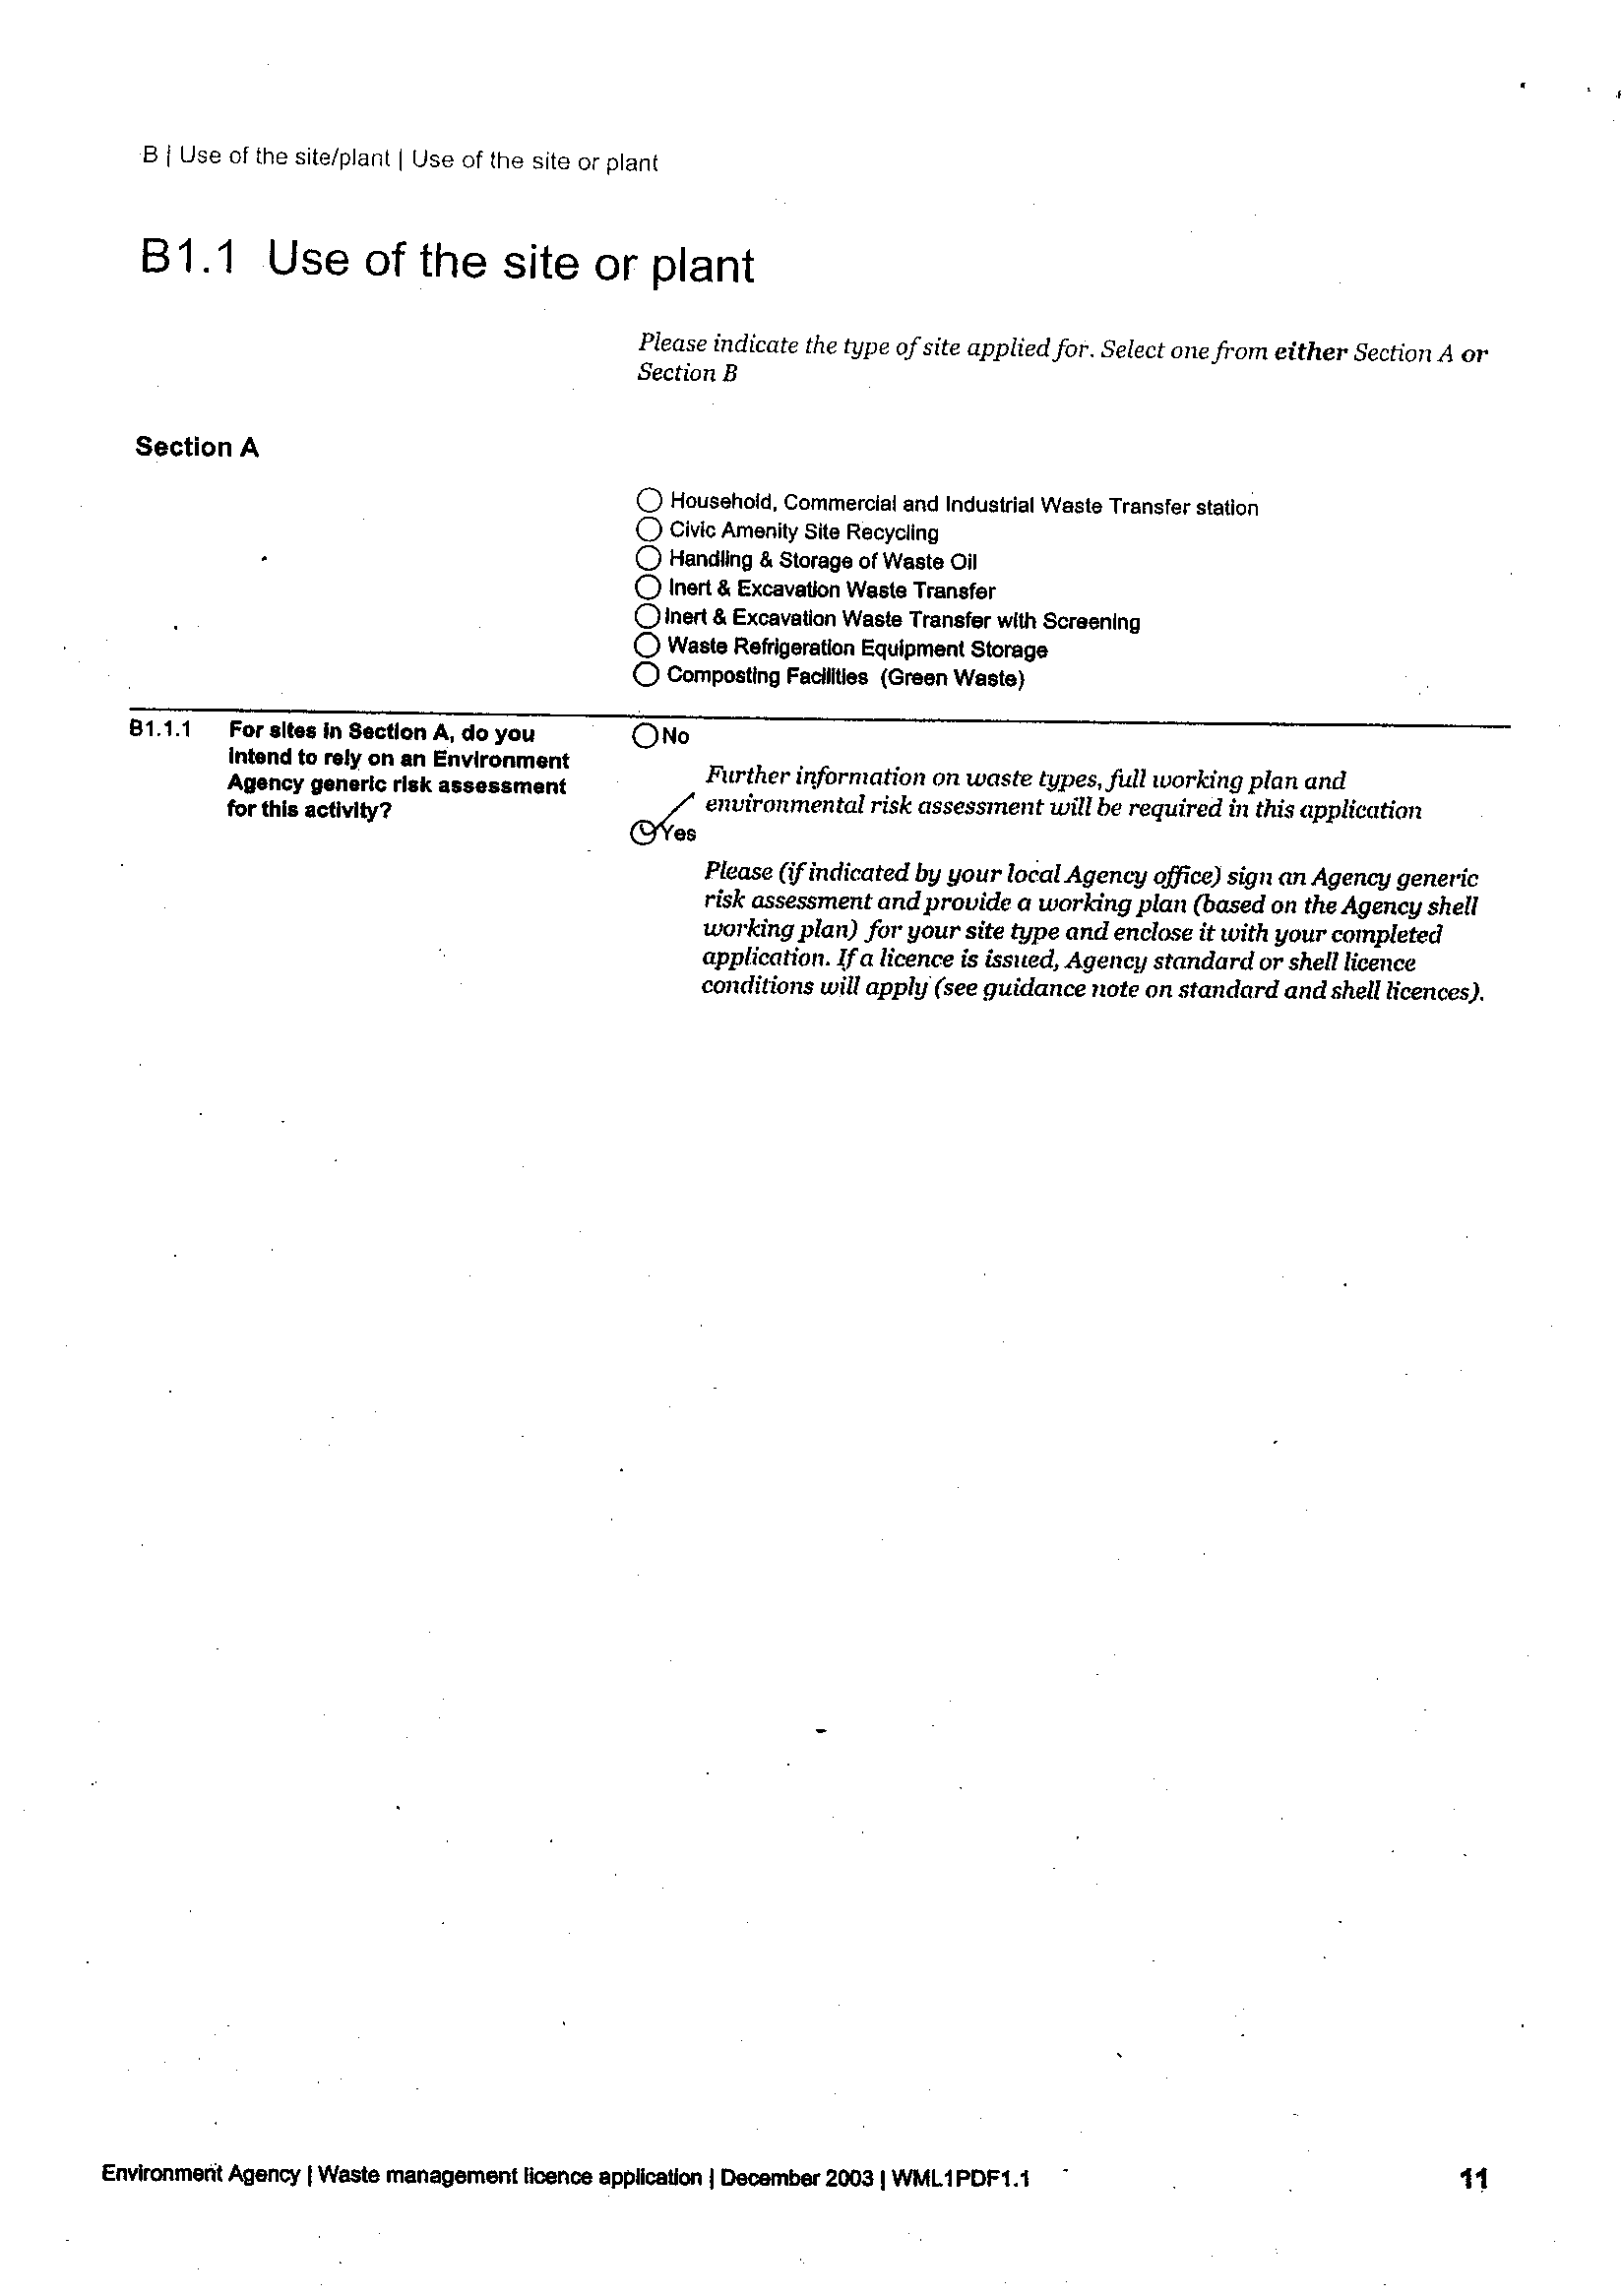 B | Use of the site/plant | Use of the site or plant
B1.1 Use of the site or plant
Please indicate the type of site applied for. Select one from either Section A or
Section B
Section A
Household, Commercial and Industrial Waste Transfer station
Civic Amenity Site Recycling
Handling & Storage of Waste Oil
Inert & Excavation Waste Transfer
Inert & Excavation Waste Transfer with Screening
Waste Refrigeration Equipment Storage
Composting Facilities (Green Waste)
B1.1.1 For sites in Section A, do you
intend to rely on an Environment
Agency generic risk assessment
for this activity?
No
Further information on waste types, full working plan and
environmental risk assessment will be required in this application
Yes
Please (if indicated by your local Agency office) sign an Agency generic
risk assessment and provide a working plan (based on the Agency shell
working plan) for your site type and enclose it with your completed
application. If a licence is issued, Agency standard or shell licence
conditions will apply (see guidance note on standard and shell licences).
Environment Agency | Waste management licence application | December 2003 | WML1PDF1.1
11